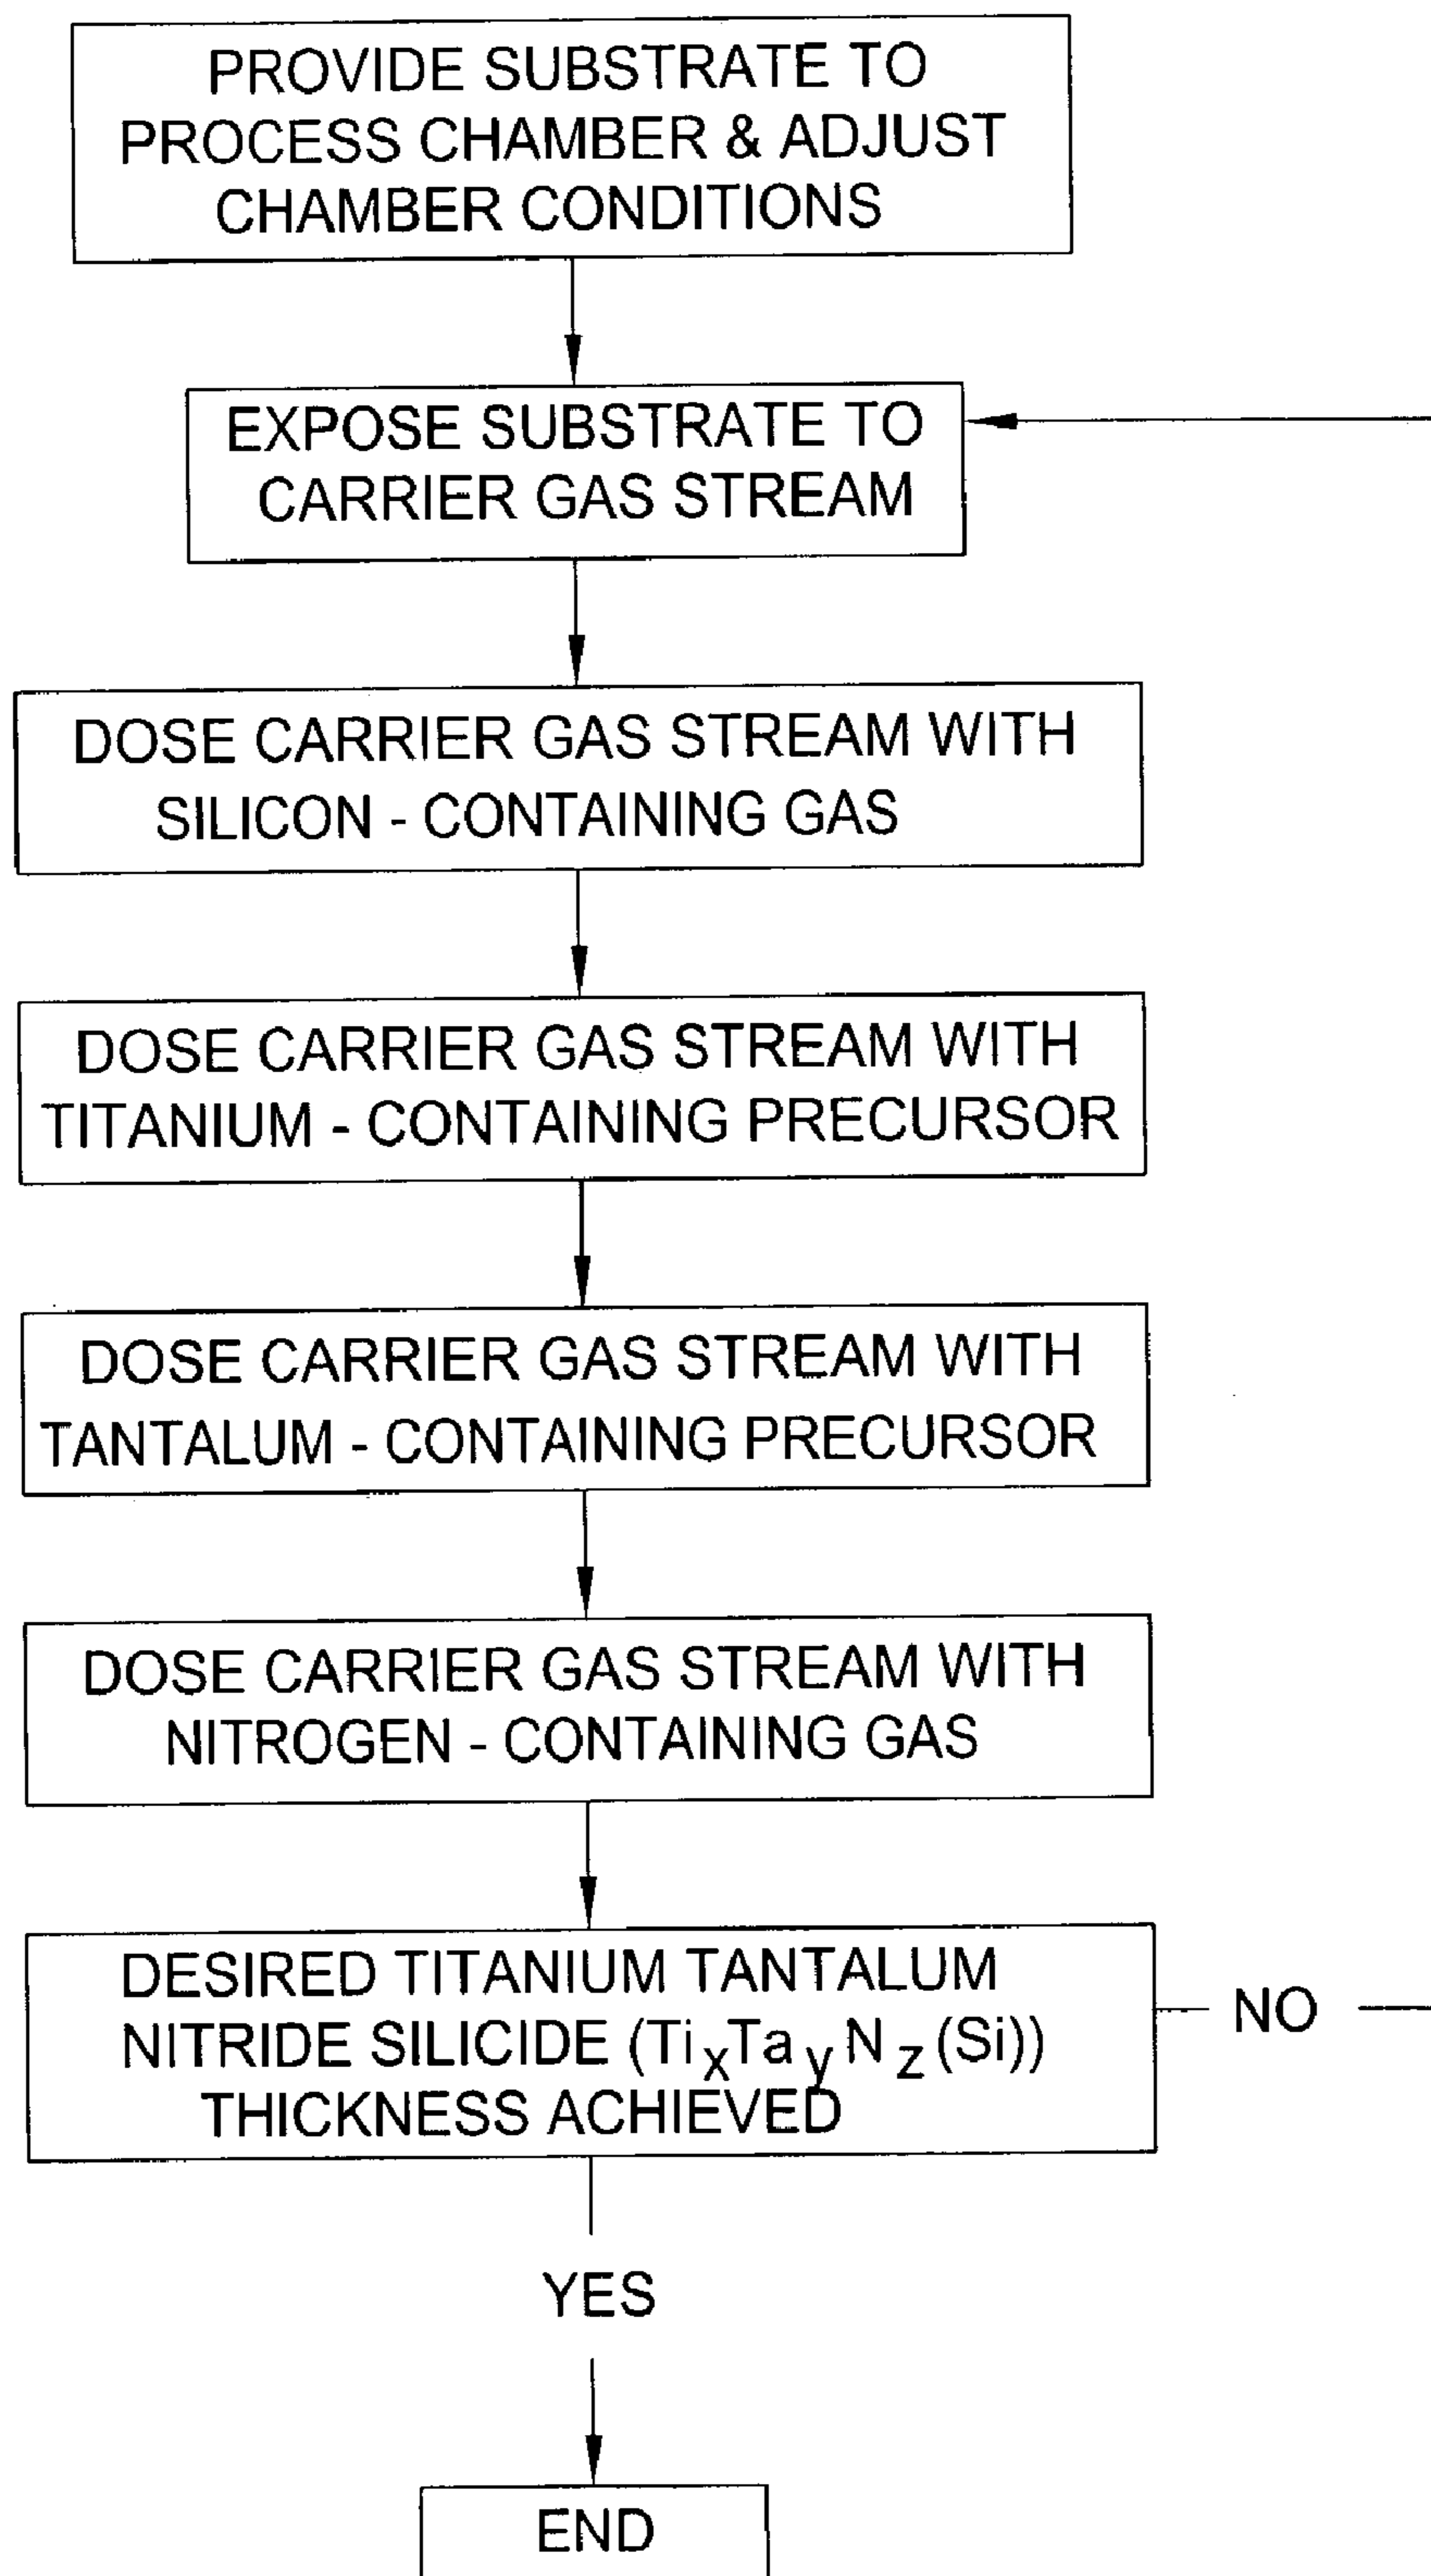 PROVIDE SUBSTRATE TO
PROCESS CHAMBER & ADJUST
CHAMBER CONDITIONS
EXPOSE SUBSTRATE TO
CARRIER GAS STREAM
DOSE CARRIER GAS STREAM WITH
SILICON - CONTAINING GAS
DOSE CARRIER GAS STREAM WITH
TITANIUM - CONTAINING PRECURSOR
DOSE CARRIER GAS STREAM WITH
TANTALUM - CONTAINING PRECURSOR
DOSE CARRIER GAS STREAM WITH
NITROGEN - CONTAINING GAS
DESIRED TITANIUM TANTALUM
NITRIDE SILICIDE (TixTayNz(Si))
THICKNESS ACHIEVED
NO
YES
END